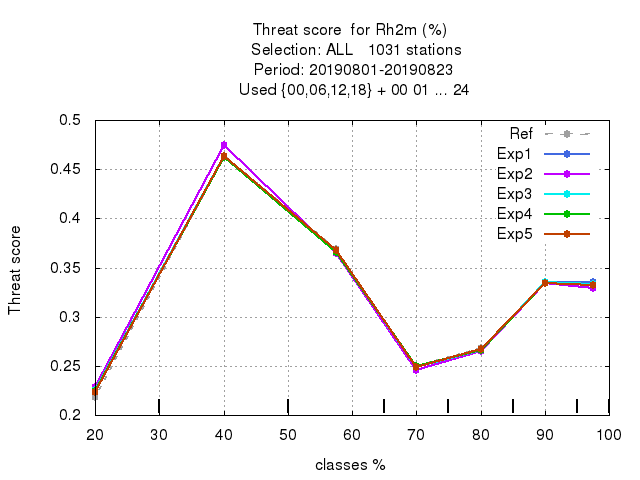 Threat score  for Rh2m (%)
Selection: ALL   1031 stations
Period: 20190801-20190823
Used {00,06,12,18} + 00 01 ... 24
0.5
0.45
0.4
0.35
0.3
0.25
0.2
Threat score
Ref
Exp1
Exp2
Exp3
Exp4
Exp5
20 30 40 50 60 70 80 90 100
classes %